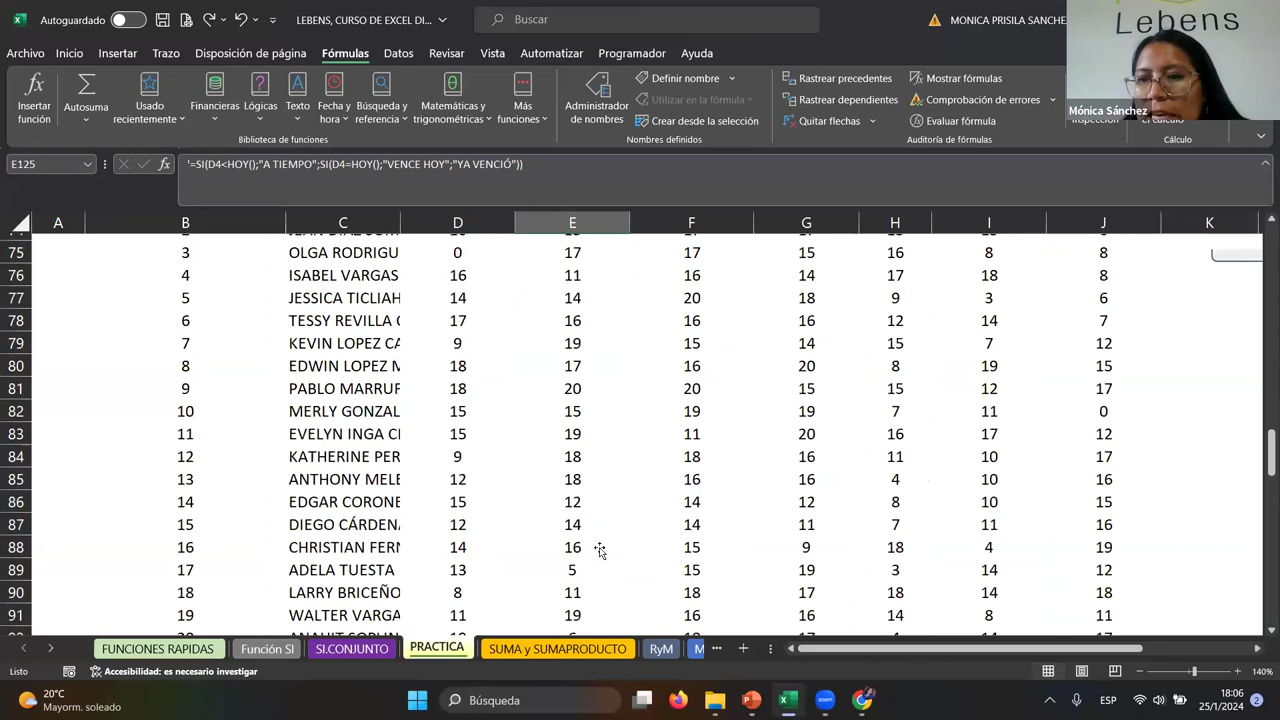 Autoguardado
LEBENS, CURSO DE EXCEL DI...
Buscar
MONICA PRISILA SANCHE
Lebens
Archivo Inicio Insertar Trazo Disposición de página Fórmulas Datos Revisar Vista Automatizar Programador Ayuda
Insertar función
Autosuma
Usado recientemente
Financieras
Lógicas
Texto
Fecha y hora
Búsqueda y referencia
Matemáticas y trigonométricas
Más funciones
Biblioteca de funciones
Administrador de nombres
Definir nombre
Utilizar en la fórmula
Crear desde la selección
Nombres definidos
Rastrear precedentes
Rastrear dependientes
Quitar flechas
Mostrar fórmulas
Comprobación de errores
Evaluar fórmula
Auditoría de fórmulas
Mónica Sánchez
Cálculo
E125
fx
'=SI(D4<HOY();"A TIEMPO";SI(D4=HOY();"VENCE HOY";"YA VENCIÓ"))
A B C D E F G H I J K
75 3 OLGA RODRIGU 0 17 17 15 16 8 8
76 4 ISABEL VARGAS 16 11 16 14 17 18 8
77 5 JESSICA TICLIAH 14 14 20 18 9 3 6
78 6 TESSY REVILLA 17 16 16 16 12 14 7
79 7 KEVIN LOPEZ CA 9 19 15 14 15 7 12
80 8 EDWIN LOPEZ M 18 17 16 20 8 19 15
81 9 PABLO MARRUF 18 20 20 15 15 12 17
82 10 MERLY GONZAL 15 15 19 19 7 11 0
83 11 EVELYN INGA C 15 19 11 20 16 17 12
84 12 KATHERINE PER 9 18 18 16 11 10 17
85 13 ANTHONY MELE 12 18 16 16 4 10 16
86 14 EDGAR CORONE 15 12 14 12 8 10 15
87 15 DIEGO CÁRDENA 12 14 14 11 7 11 16
88 16 CHRISTIAN FERN 14 16 15 9 18 4 19
89 17 ADELA TUESTA 13 5 15 19 3 14 12
90 18 LARRY BRICEÑO 8 11 18 17 18 14 18
91 19 WALTER VARGA 11 19 16 16 14 8 11
FUNCIONES RAPIDAS Función SI SI.CONJUNTO PRACTICA SUMA y SUMAPRODUCTO RyM M
Listo
Accesibilidad: es necesario investigar
140%
20°C
Mayorm. soleado
Búsqueda
ESP
18:06
25/1/2024
2